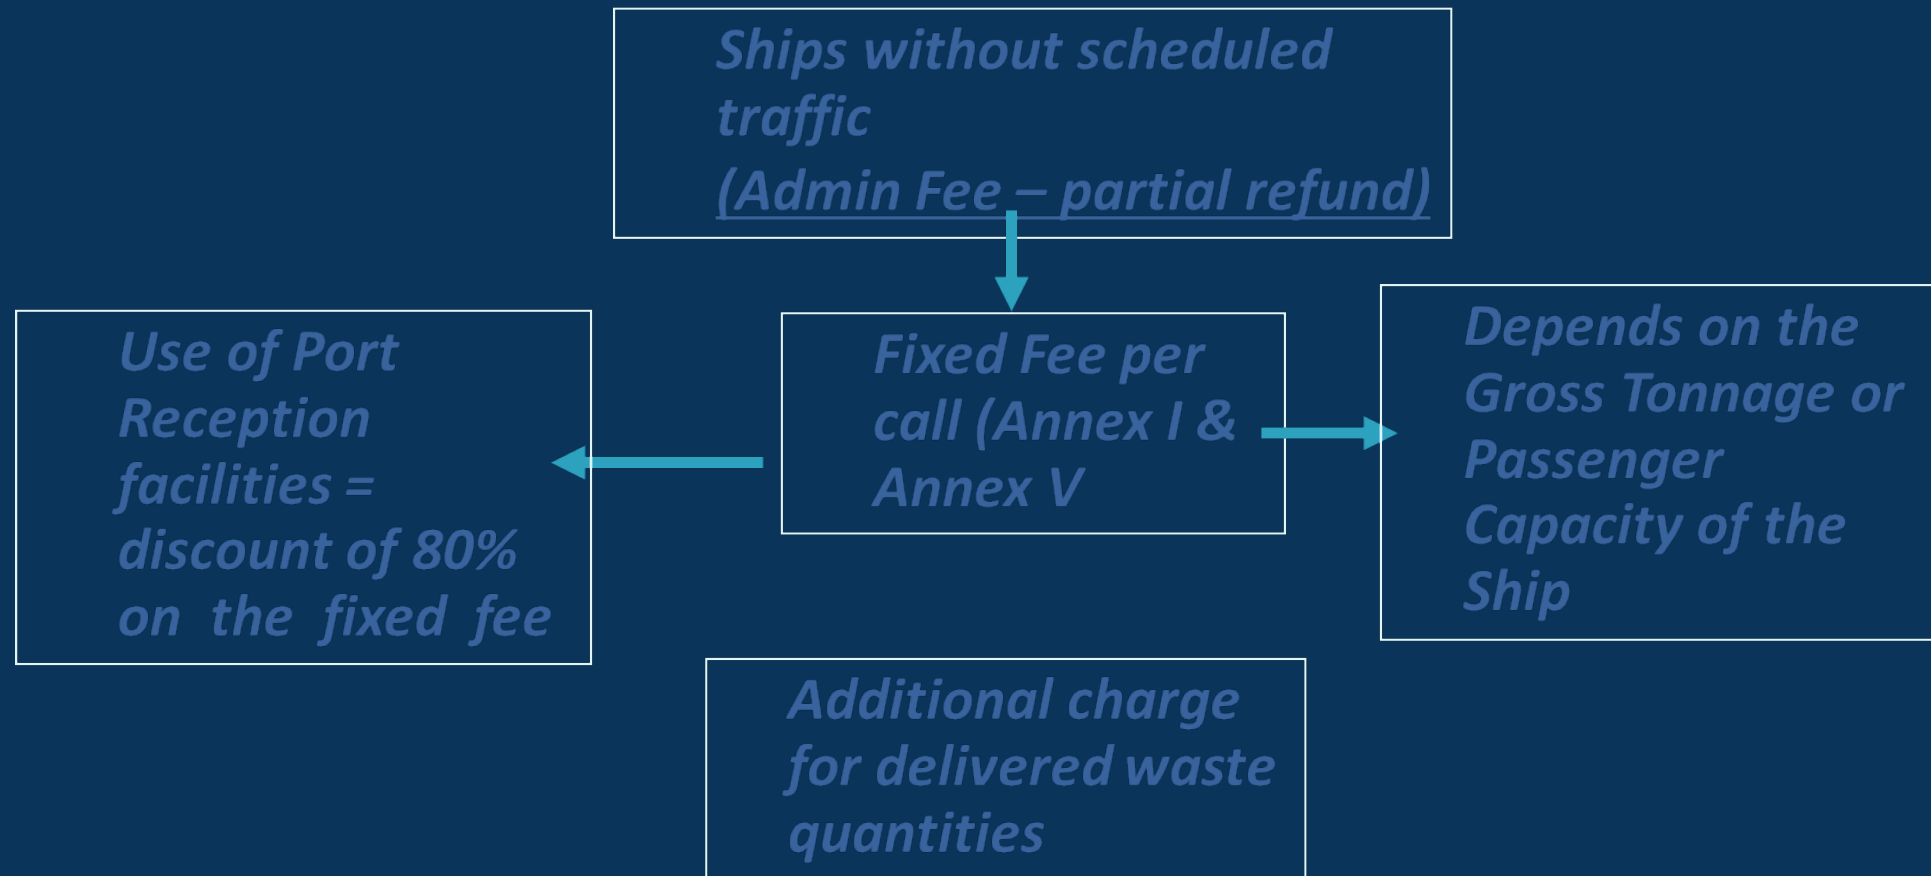 Ships without scheduled
traffic
(Admin Fee – partial refund)
Use of Port
Reception
facilities =
discount of 80%
on the fixed fee
Fixed Fee per
call (Annex I &
Annex V
Depends on the
Gross Tonnage or
Passenger
Capacity of the
Ship
Additional charge
for delivered waste
quantities